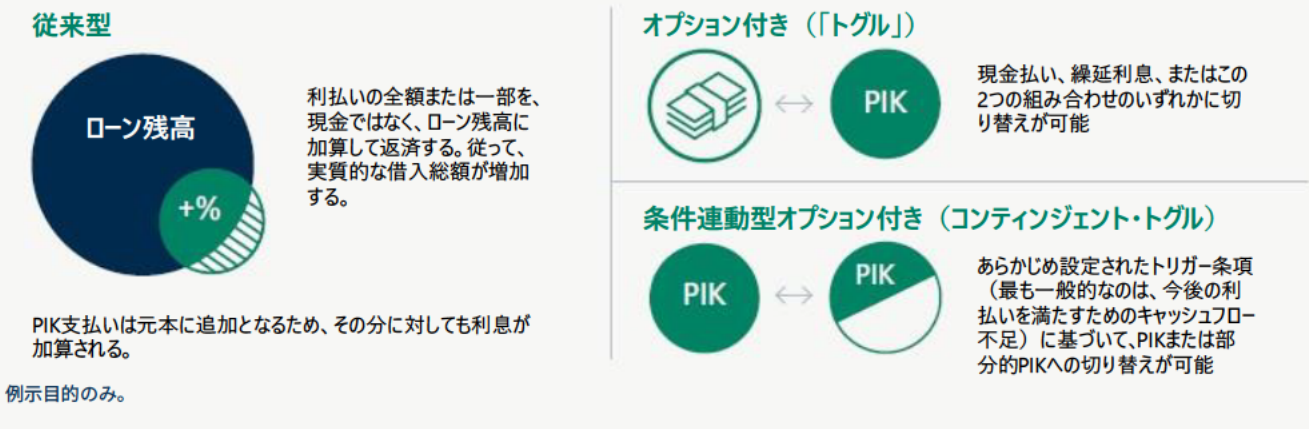 従来型
ローン残高
+%
利払いの全額または一部を、
現金ではなく、ローン残高に
加算して返済する。従って、
実質的な借入総額が増加
する。
PIK支払いは元本に追加となるため、その分に対しても利息が
加算される。
オプション付き（「トグル」）
PIK
現金払い、繰延利息、またはこの
2つの組み合わせのいずれかに切
り替えが可能
条件連動型オプション付き（コンティンジェント・トグル）
PIK
PIK
あらかじめ設定されたトリガー条項
（最も一般的なのは、今後の利
払いを満たすためのキャッシュフロー
不足）に基づいて、PIKまたは部
分的PIKへの切り替えが可能
例示目的のみ。